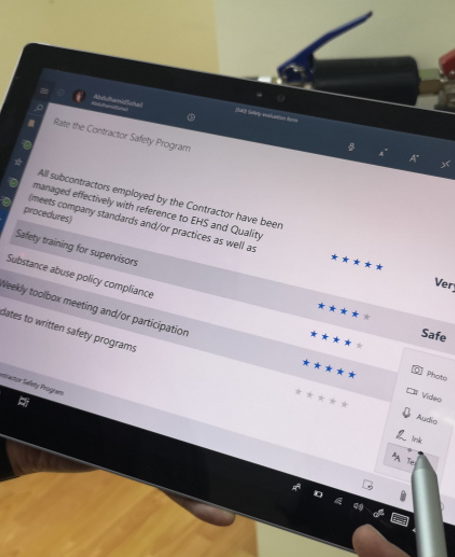 AbdulhamidSuhail
AbdulhamidSuhail
Safety evaluation form
Rate the Contractor Safety Program
All subcontractors employed by the Contractor have been
managed effectively with reference to EHS and Quality
(meets company standards and/or practices as well as
procedures)
Very
Safety training for supervisors
Safe
Substance abuse policy compliance
Weekly toolbox meeting and/or participation
dates to written safety programs
Photo
Video
Audio
Ink
Te
ontractor Safety Program